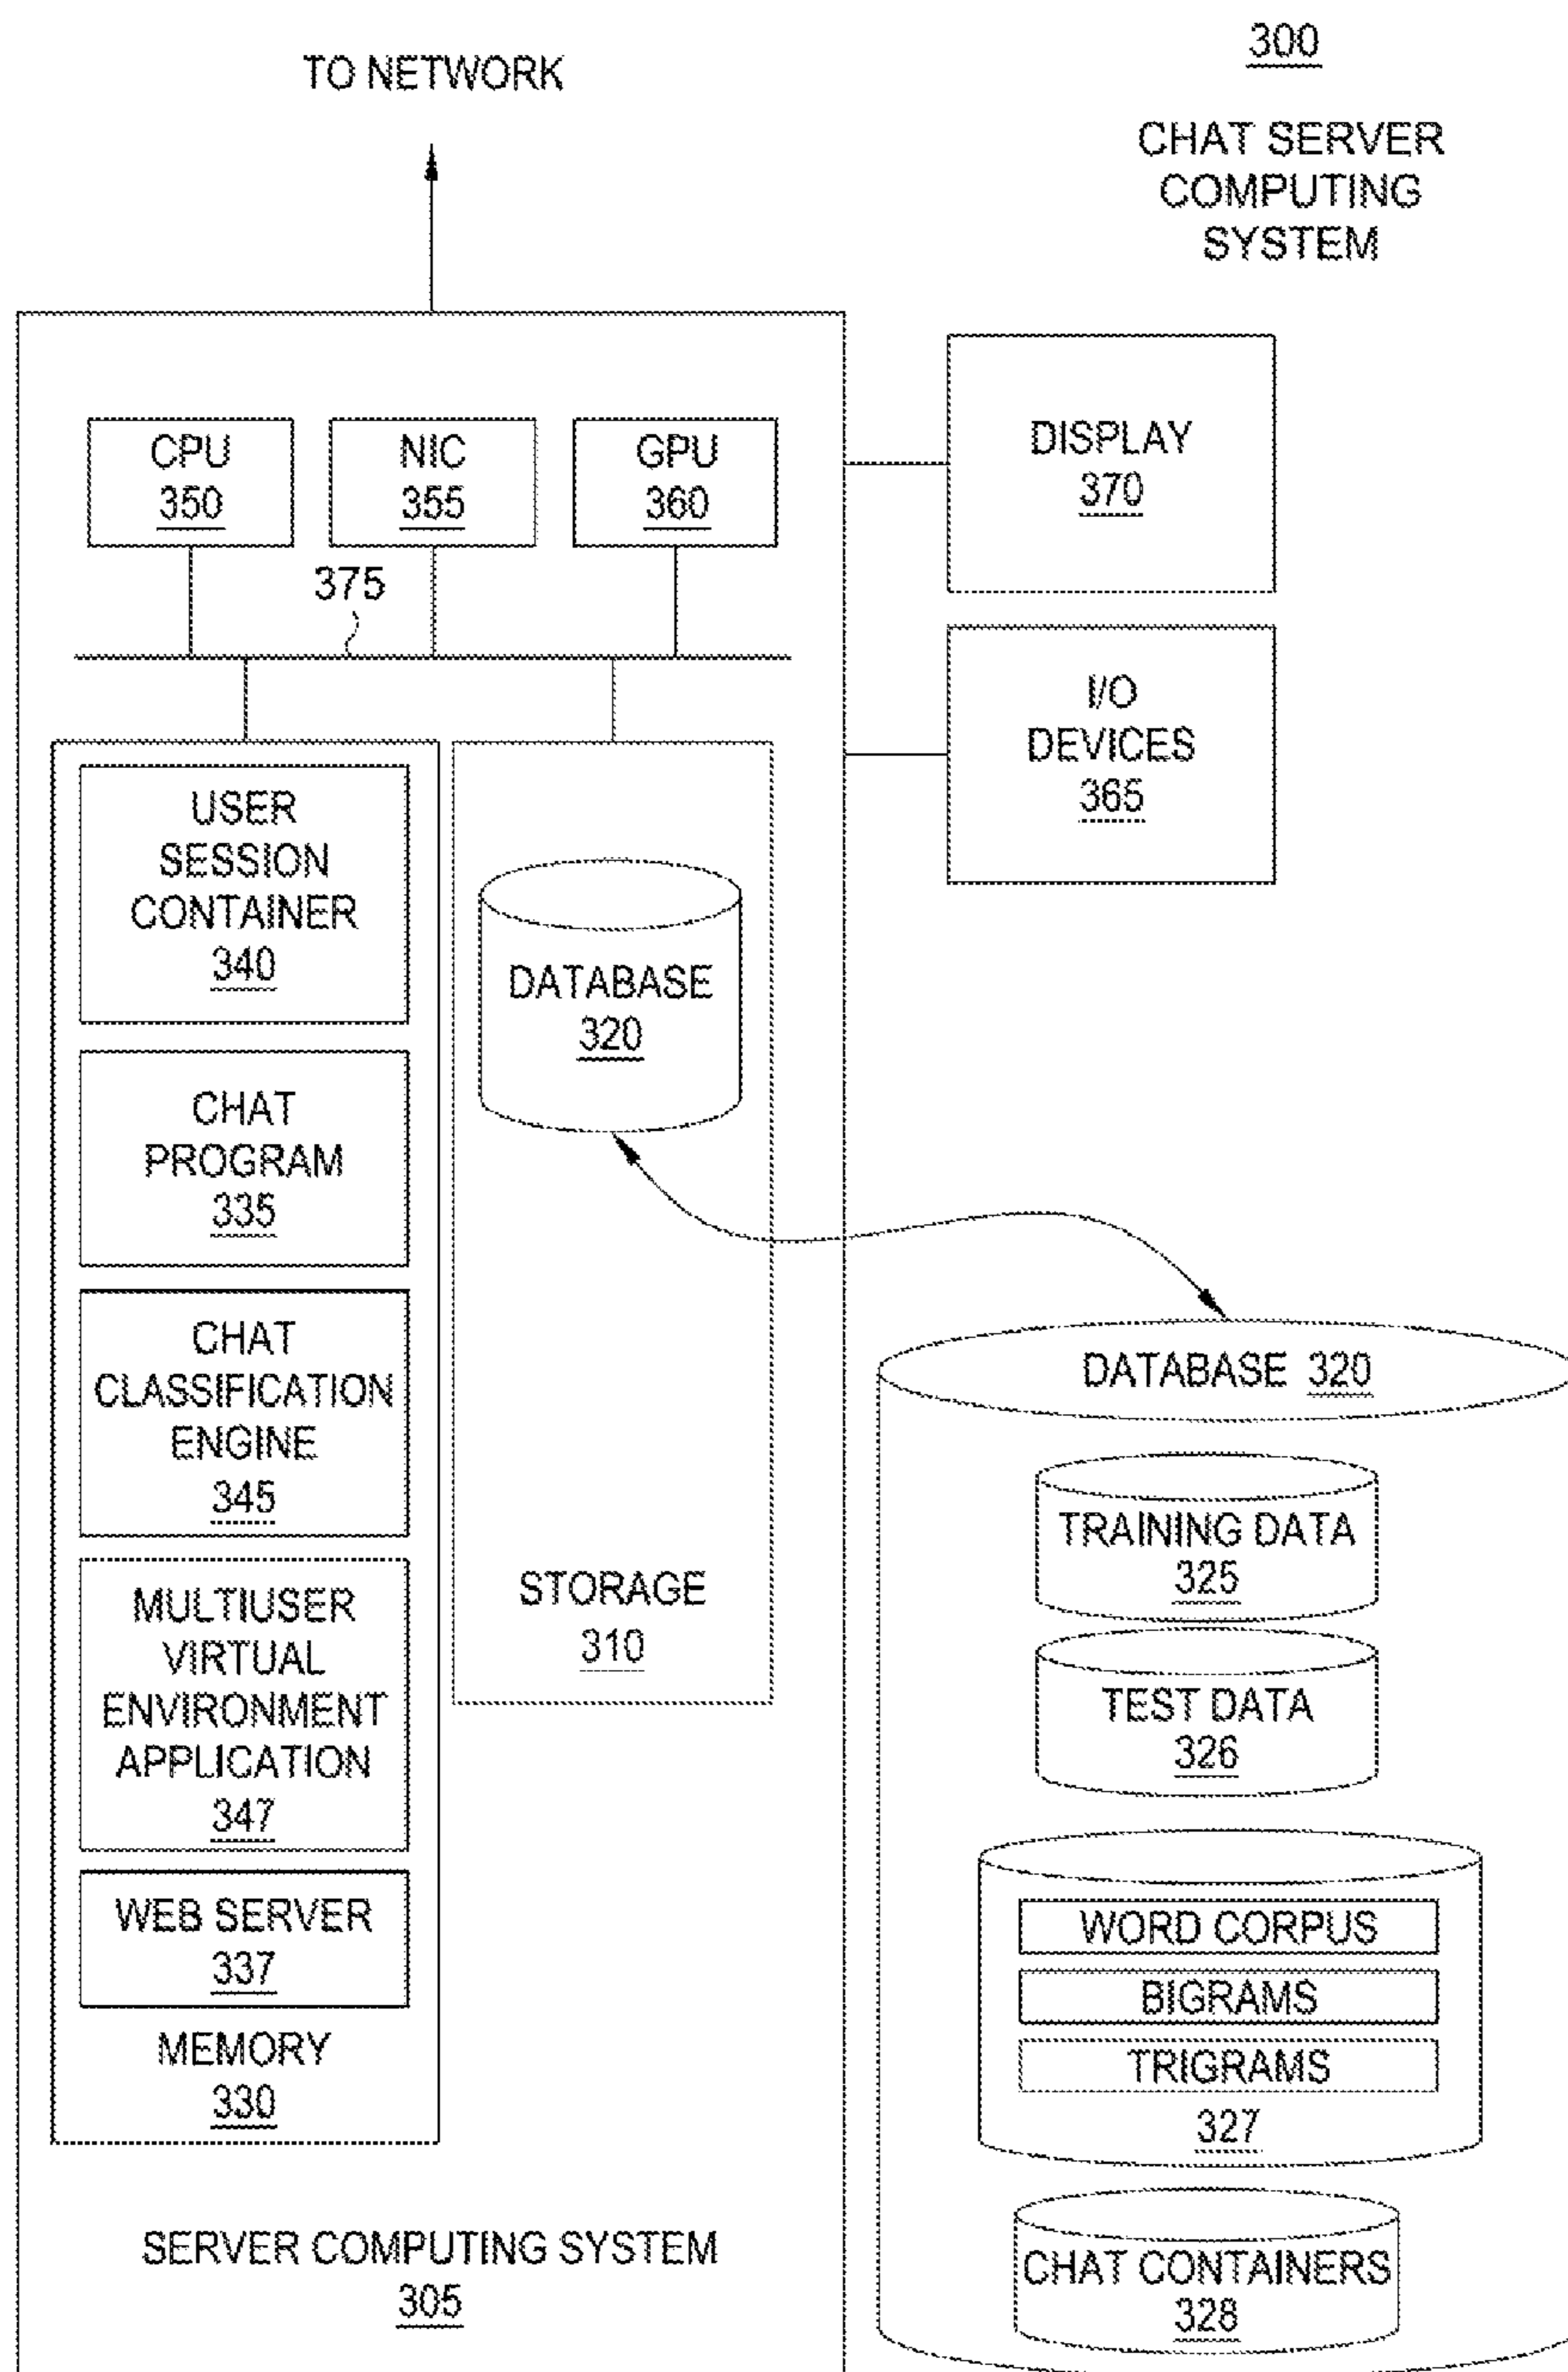 300
TO NETWORK
CHAT SERVER
COMPUTING
SYSTEM
CPU
350
NIC
355
GPU
360
375
DISPLAY
370
I/O
DEVICES
365
USER
SESSION
CONTAINER
340
CHAT
PROGRAM
335
CHAT
CLASSIFICATION
ENGINE
345
MULTIUSER
VIRTUAL
ENVIRONMENT
APPLICATION
347
WEB SERVER
337
MEMORY
330
DATABASE
320
STORAGE
310
SERVER COMPUTING SYSTEM
305
DATABASE 320
TRAINING DATA
325
TEST DATA
326
WORD CORPUS
BIGRAMS
TRIGRAMS
327
CHAT CONTAINERS
328